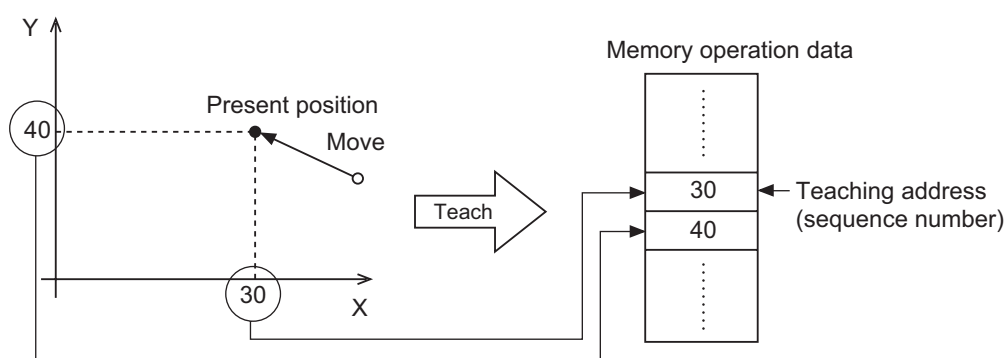 Y
Memory operation data
Present position
40
Move
30
Teaching address
(sequence number)
Teach
40
30
X